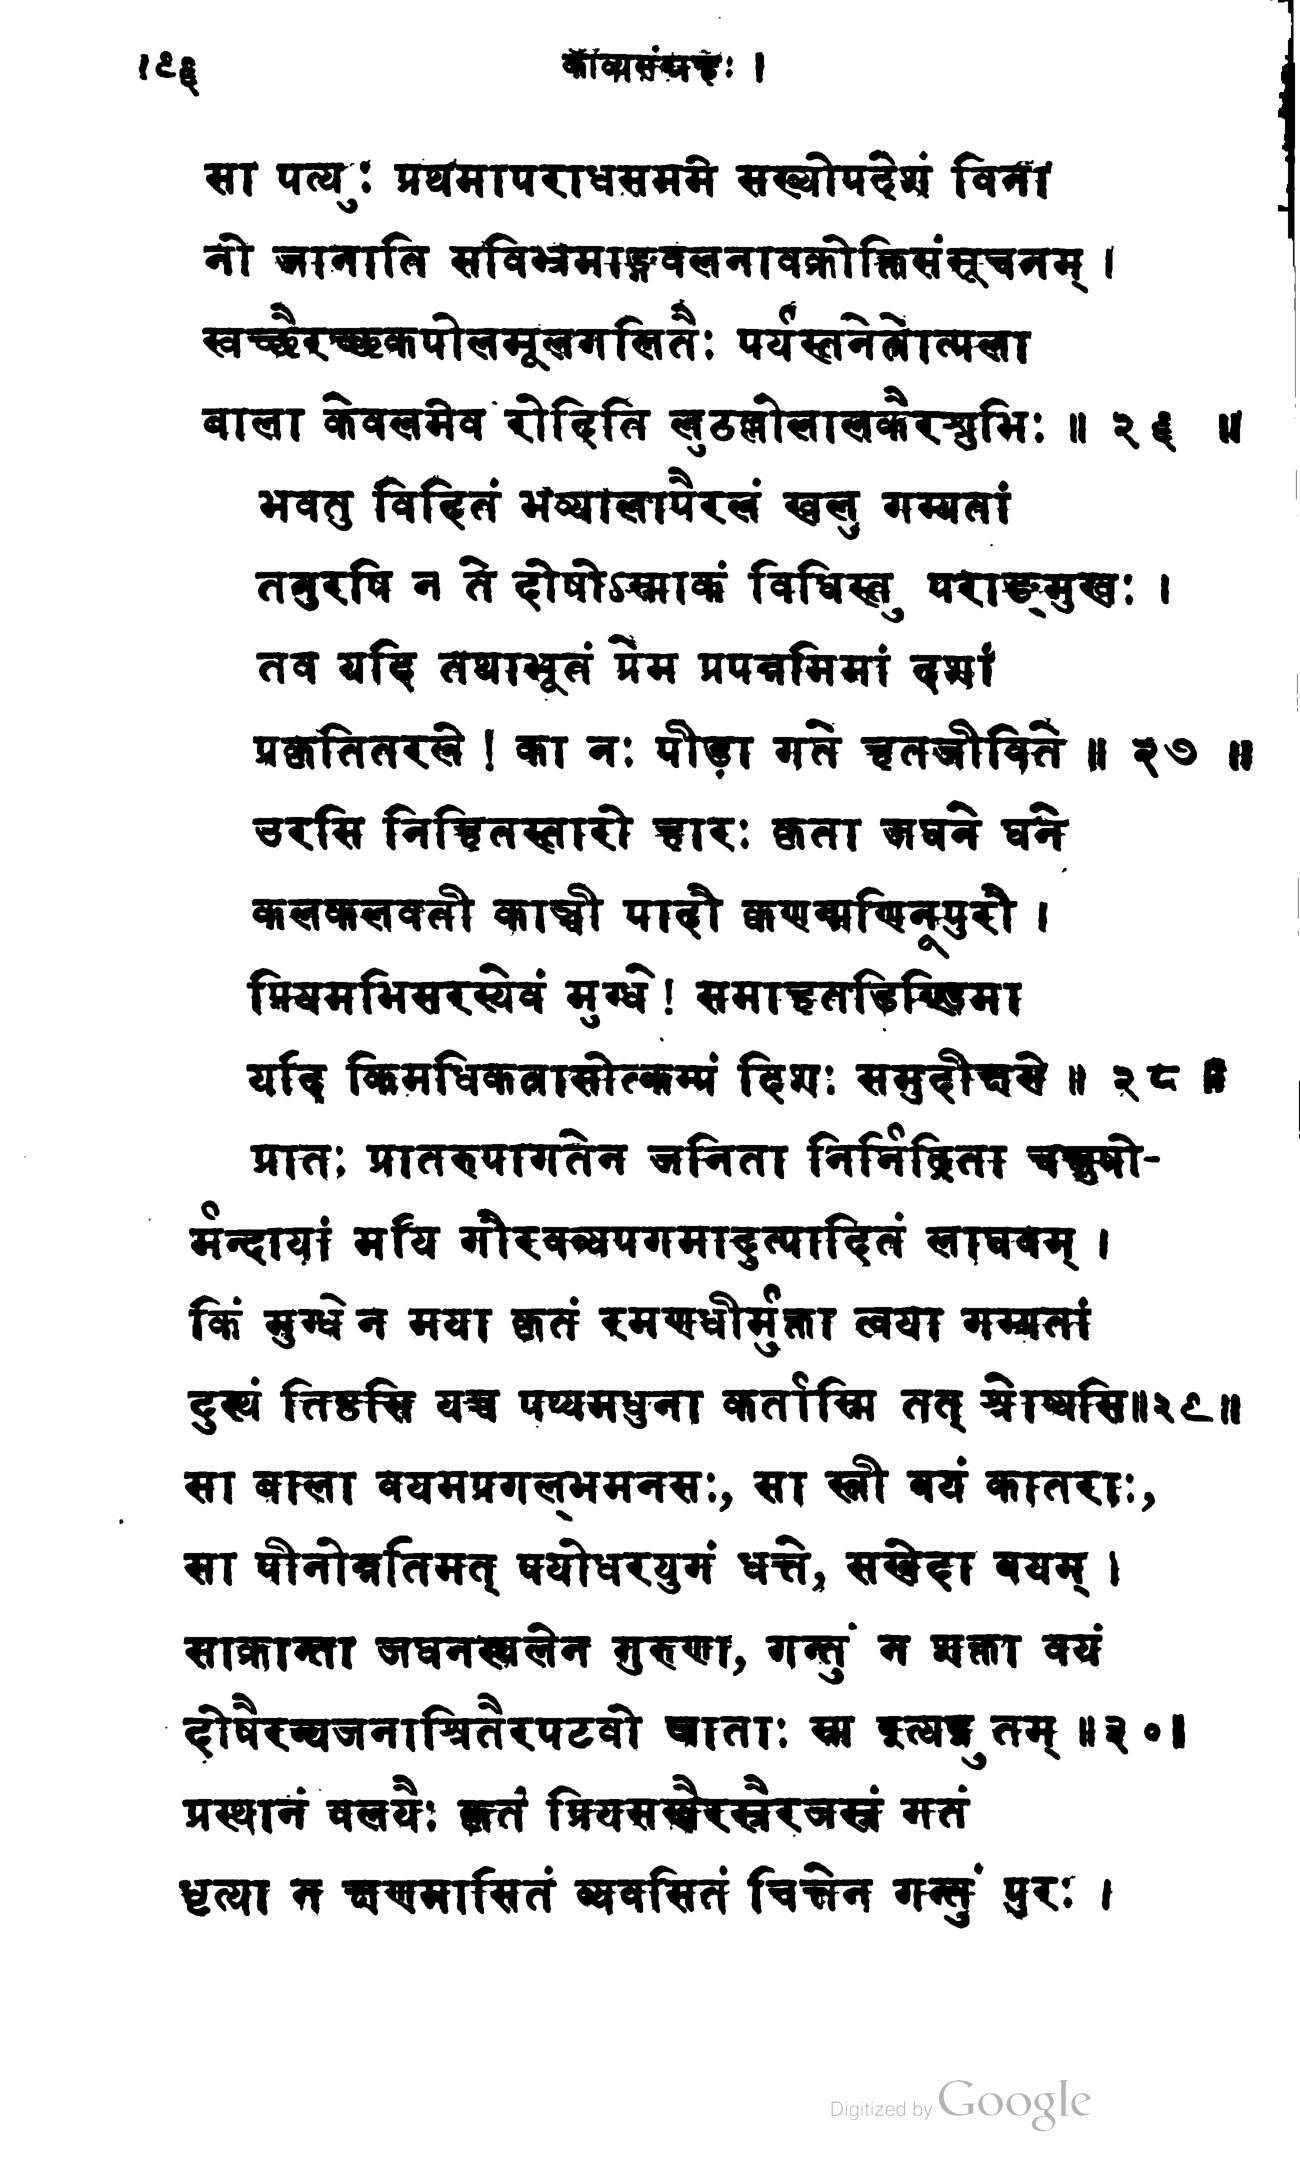 १९६
काव्यसंग्रहः ।
सा पत्युः प्रथमापराधसममे सख्योपदेशं विना
नो जानाति सविभ्रमाङ्गवलनावक्रोक्तिसंसूचनम् ।
स्वच्छैरच्छकपोलमूलगलितैः पर्य्यस्तनेत्रोत्पला
बाला केवलमेव रोदिति लुठल्लोलालकैरश्रुभिः ॥ २६ ॥
भवतु विदितं भव्यालापैरलं खलु गम्यतां
तनुरपि न ते दोषोऽस्माकं विधिस्तु पराङ्मुखः ।
तव यदि तथाभूतं प्रेम प्रपन्नमिमां दशां
प्रकृतितरले ! का नः पीड़ा गते हतजीविते ॥ २७ ॥
उरसि निहितस्तारो हारः कृता जघने घने
कलकलवती काञ्ची पादौ क्वणन्मणिनूपुरौ ।
प्रियमभिसरस्येवं मुग्धे ! समाहतडिण्डिमा
यदि किमधिकत्रासोत्कम्पं दिशः समुदीक्षसे ॥ २८ ॥
प्रातः प्रातरुपागतेन जनिता निर्निद्रिता चक्षुषो-
र्मन्दायां मयि गौरवव्यपगमादुत्पादितं लाघवम् ।
किं मुग्धे न मया कृतं रमणधीर्मुक्ता त्वया गम्यतां
दुस्थं तिष्ठसि यच्च पथ्यमधुना कर्तास्मि तत् श्रोष्यसि॥२९॥
सा बाला वयमप्रगल्भमनसः, सा स्त्री वयं कातराः,
सा पीनोन्नतिमत् पयोधरयुगं धत्ते, सखेदा वयम् ।
साक्रान्ता जघनस्थलेन गुरुणा, गन्तुं न शक्ता वयं
दोषैरन्यजनाश्रितैरपटवो जाताः स्म इत्यद्भुतम् ॥३०॥
प्रस्थानं वलयैः कृतं प्रियसखैरस्रैरजस्रं गतं
धृत्या न क्षणमासितं व्यवसितं चित्तेन गन्तुं पुरः ।
Digitized by Google